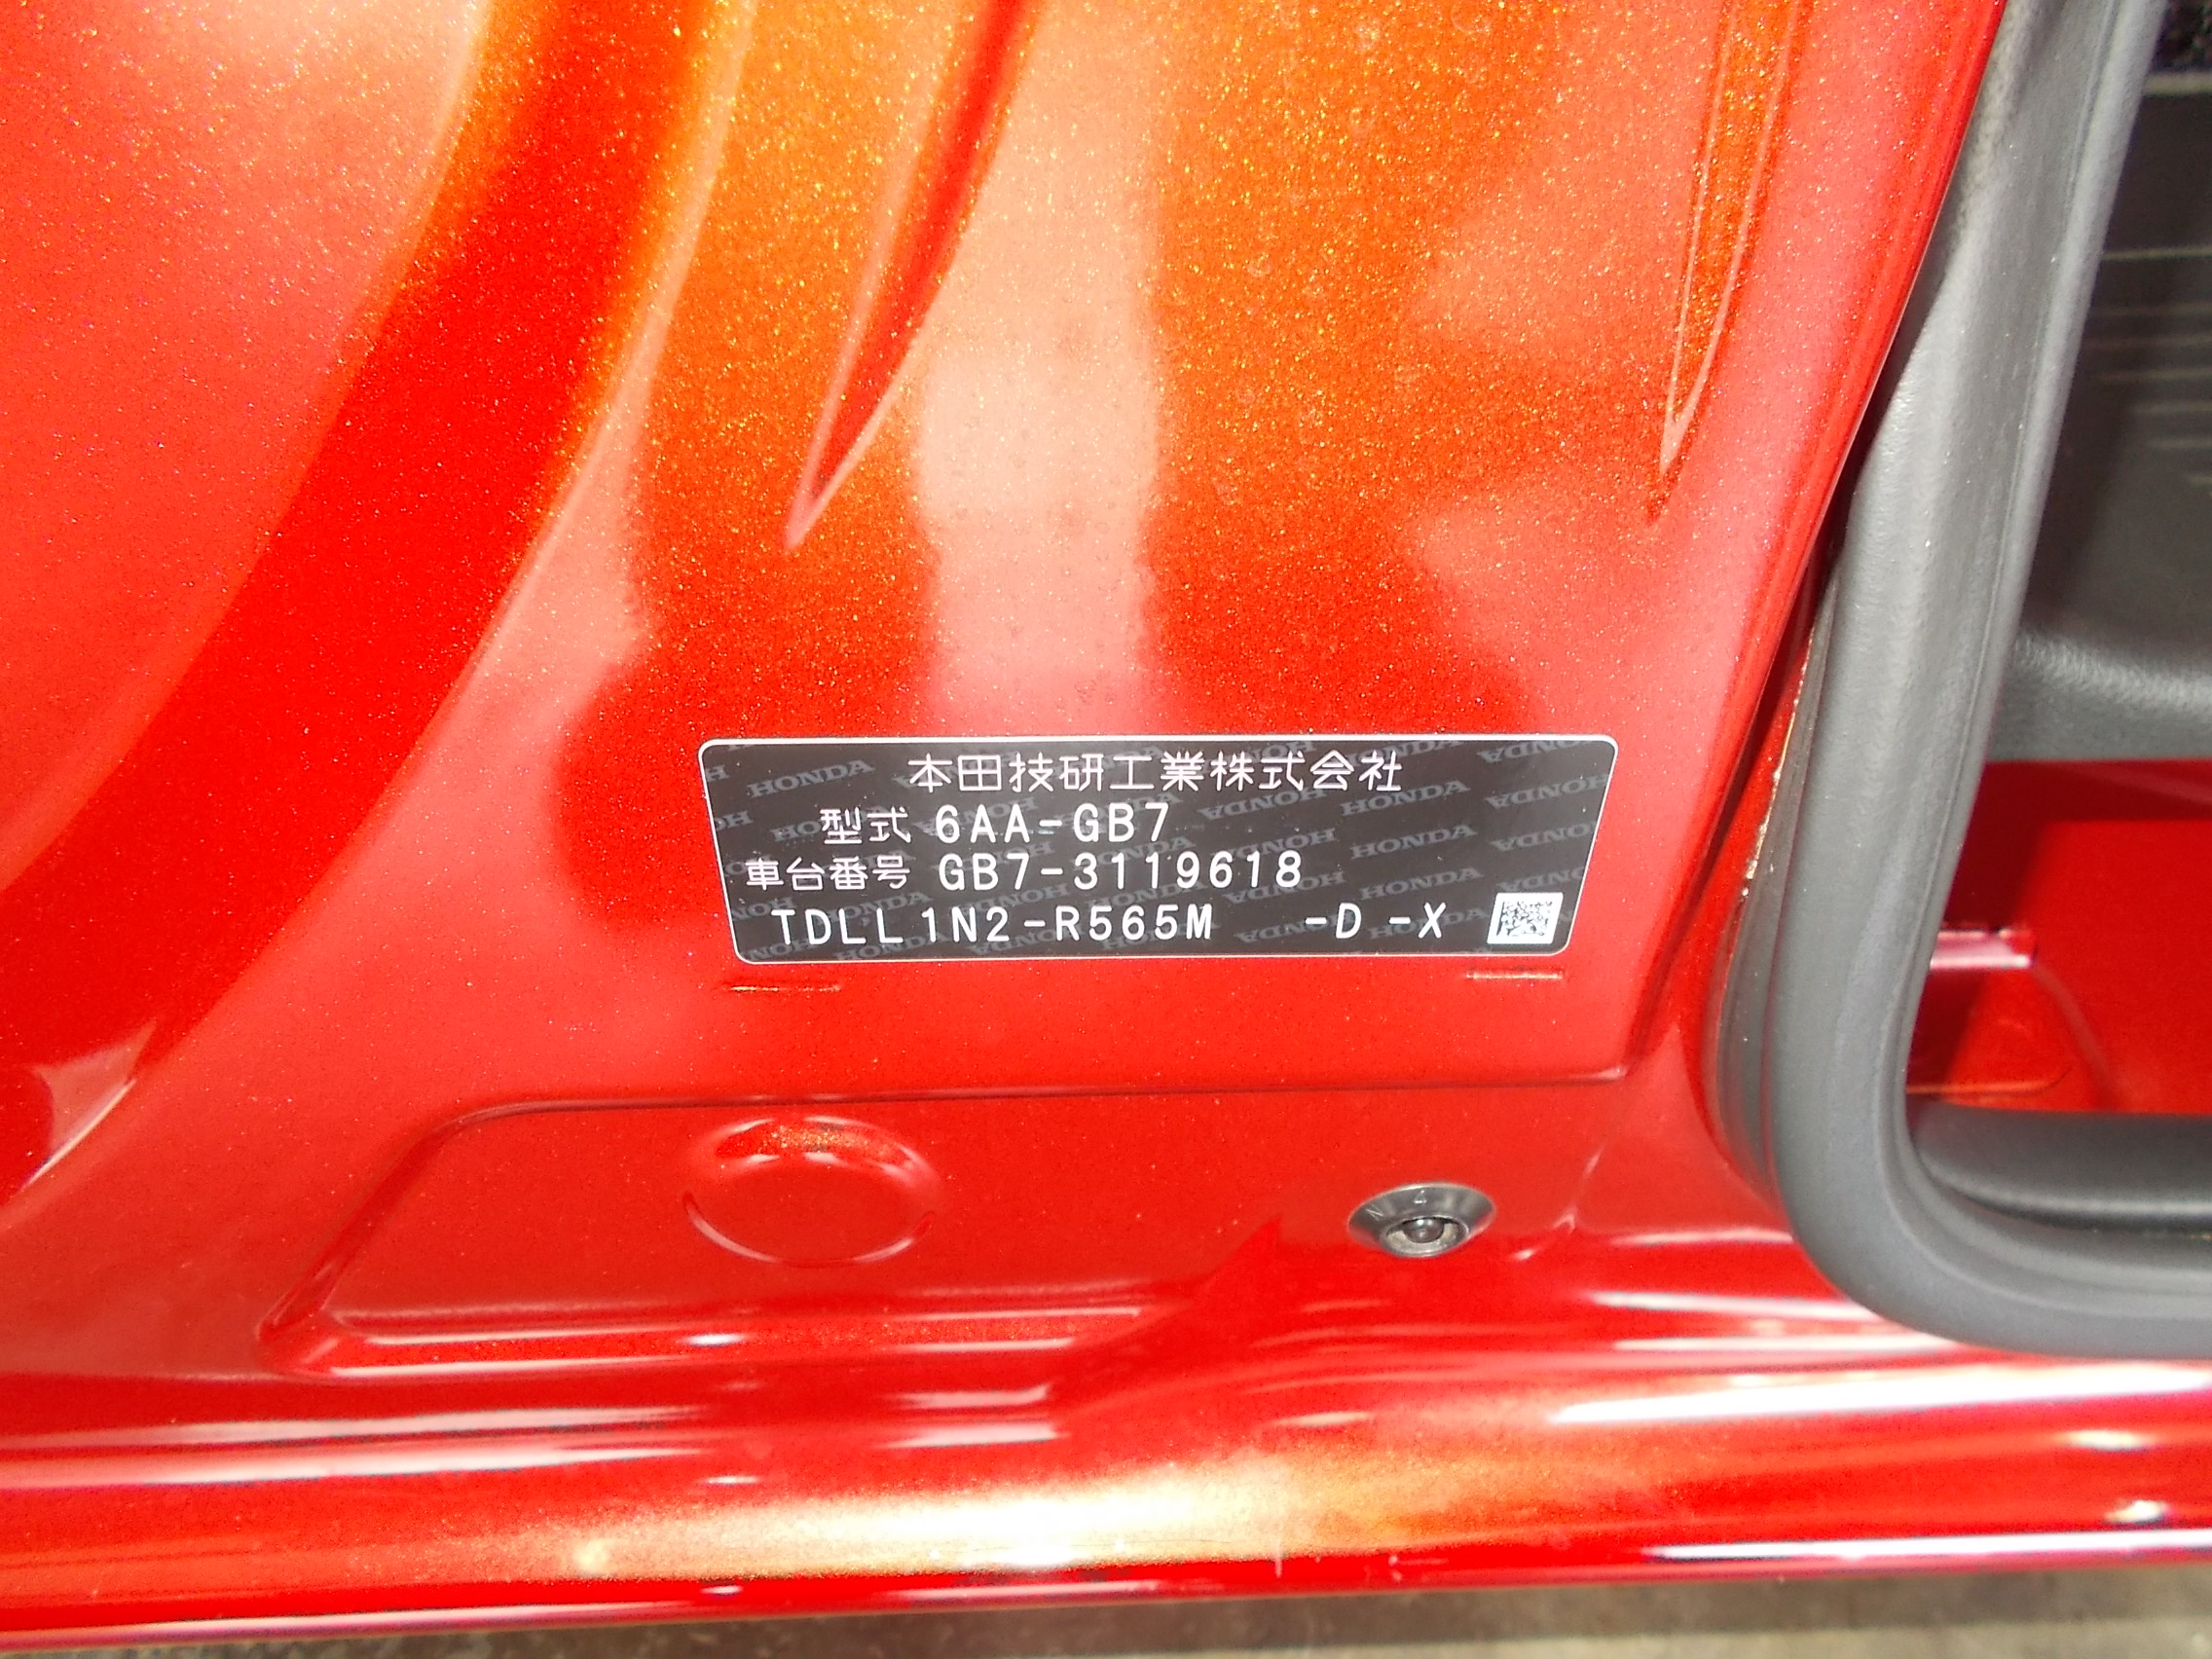 本田技研工業株式会社
型式 6AA-GB7
車台番号 GB7-3119618
TDLL1N2-R565M -D -X